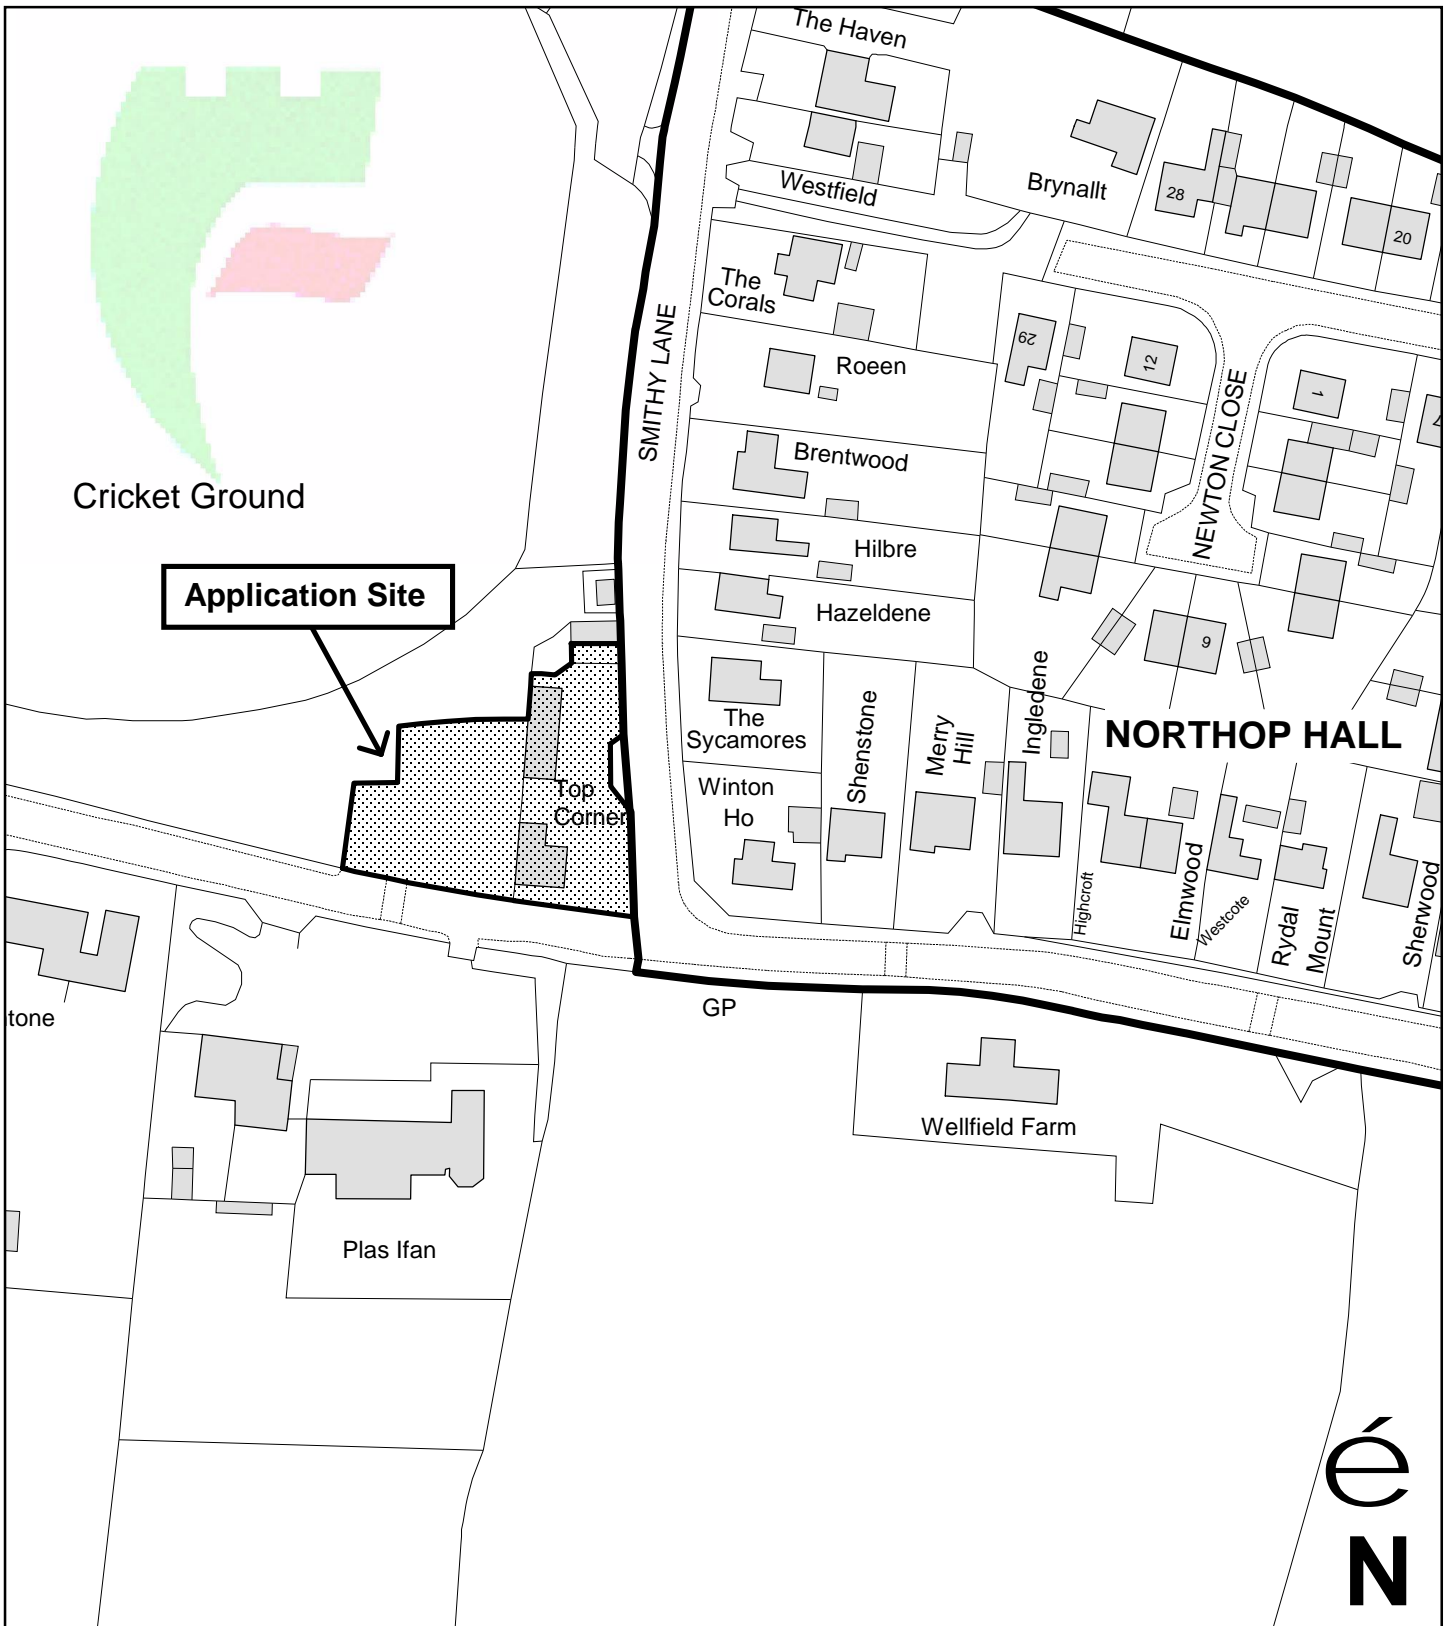 The Haven
Westfield
Brynallt
28
20
The
Corals
SMITHY LANE
Roeen
29
12
1
Brentwood
NEWTON CLOSE
Cricket Ground
Hilbre
Application Site
Hazeldene
6
The
Sycamores
Shenstone
Merry
Hill
Ingledene
NORTHOP HALL
Top
Corner
Winton
Ho
Highcroft
Elmwood
Westcote
Rydal
Mount
Sherwood
tone
GP
Wellfield Farm
Plas Ifan
é
N